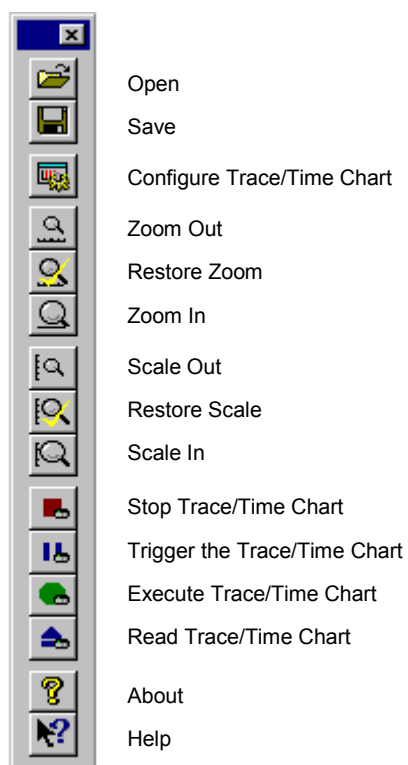 Open
Save
Configure Trace/Time Chart
Zoom Out
Restore Zoom
Zoom In
Scale Out
Restore Scale
Scale In
Stop Trace/Time Chart
Trigger the Trace/Time Chart
Execute Trace/Time Chart
Read Trace/Time Chart
About
Help